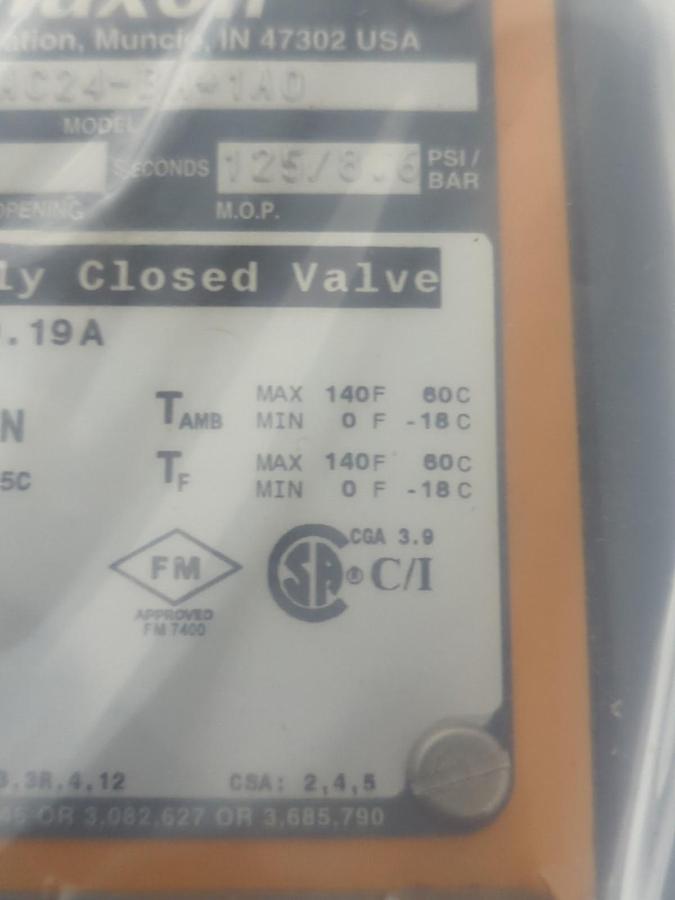 Muncie, IN 47302 USA
MODEL
SECONDS 125/8.6 PSI/BAR
OPENING M.O.P.
ly Closed Valve
.19A
N TAMB MAX 140F 60C
MIN 0 F -18C
5C TF MAX 140F 60C
MIN 0 F -18C
FM
APPROVED
FM 7400
CSA ® C/I
CGA 3.9
3,3R,4,12 CSA: 2,4,5
46 OR 3,082,627 OR 3,685,790